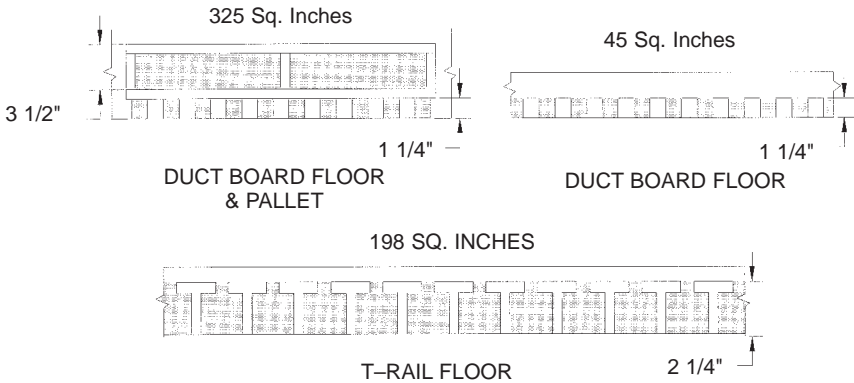 325 Sq. Inches
45 Sq. Inches
3 1/2"
1 1/4"
1 1/4"
DUCT BOARD FLOOR
& PALLET
DUCT BOARD FLOOR
198 SQ. INCHES
T–RAIL FLOOR
2 1/4"